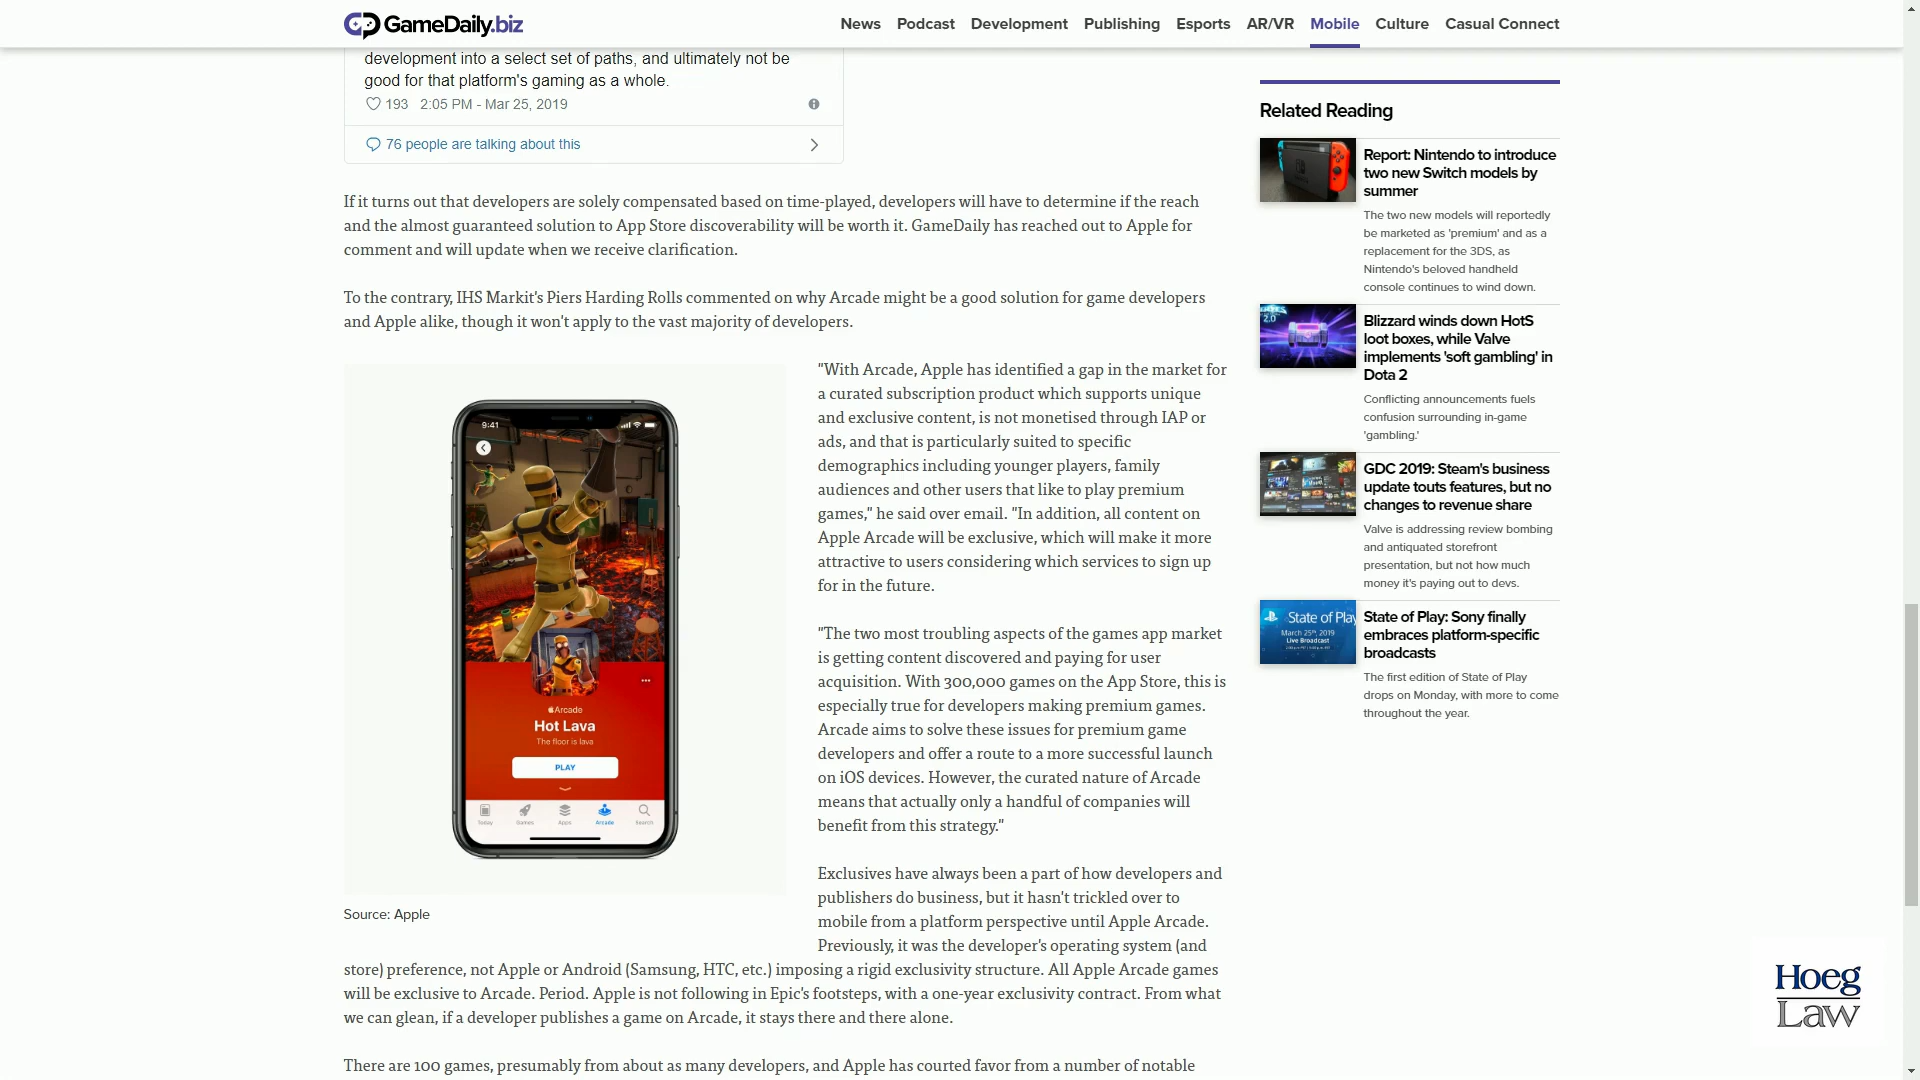 GameDaily.biz
News Podcast Development Publishing Esports AR/VR Mobile Culture Casual Connect
development into a select set of paths, and ultimately not be
good for that platform's gaming as a whole.
193 2:05 PM - Mar 25, 2019
76 people are talking about this
If it turns out that developers are solely compensated based on time-played, developers will have to determine if the reach
and the almost guaranteed solution to App Store discoverability will be worth it. GameDaily has reached out to Apple for
comment and will update when we receive clarification.
To the contrary, IHS Markit's Piers Harding Rolls commented on why Arcade might be a good solution for game developers
and Apple alike, though it won't apply to the vast majority of developers.
9:41
Arcade
Hot Lava
The floor is lava
PLAY
Today Games Apps Arcade Search
Source: Apple
"With Arcade, Apple has identified a gap in the market for
a curated subscription product which supports unique
and exclusive content, is not monetised through IAP or
ads, and that is particularly suited to specific
demographics including younger players, family
audiences and other users that like to play premium
games," he said over email. "In addition, all content on
Apple Arcade will be exclusive, which will make it more
attractive to users considering which services to sign up
for in the future.
"The two most troubling aspects of the games app market
is getting content discovered and paying for user
acquisition. With 300,000 games on the App Store, this is
especially true for developers making premium games.
Arcade aims to solve these issues for premium game
developers and offer a route to a more successful launch
on iOS devices. However, the curated nature of Arcade
means that actually only a handful of companies will
benefit from this strategy."
Exclusives have always been a part of how developers and
publishers do business, but it hasn't trickled over to
mobile from a platform perspective until Apple Arcade.
Previously, it was the developer's operating system (and
store) preference, not Apple or Android (Samsung, HTC, etc.) imposing a rigid exclusivity structure. All Apple Arcade games
will be exclusive to Arcade. Period. Apple is not following in Epic's footsteps, with a one-year exclusivity contract. From what
we can glean, if a developer publishes a game on Arcade, it stays there and there alone.
There are 100 games, presumably from about as many developers, and Apple has courted favor from a number of notable
Related Reading
Report: Nintendo to introduce
two new Switch models by
summer
The two new models will reportedly
be marketed as 'premium' and as a
replacement for the 3DS, as
Nintendo's beloved handheld
console continues to wind down.
2.0
Blizzard winds down HotS
loot boxes, while Valve
implements 'soft gambling' in
Dota 2
Conflicting announcements fuels
confusion surrounding in-game
'gambling.'
GDC 2019: Steam's business
update touts features, but no
changes to revenue share
Valve is addressing review bombing
and antiquated storefront
presentation, but not how much
money it's paying out to devs.
State of Play
March 25th, 2019
Live Broadcast
State of Play: Sony finally
embraces platform-specific
broadcasts
The first edition of State of Play
drops on Monday, with more to come
throughout the year.
Hoeg
Law